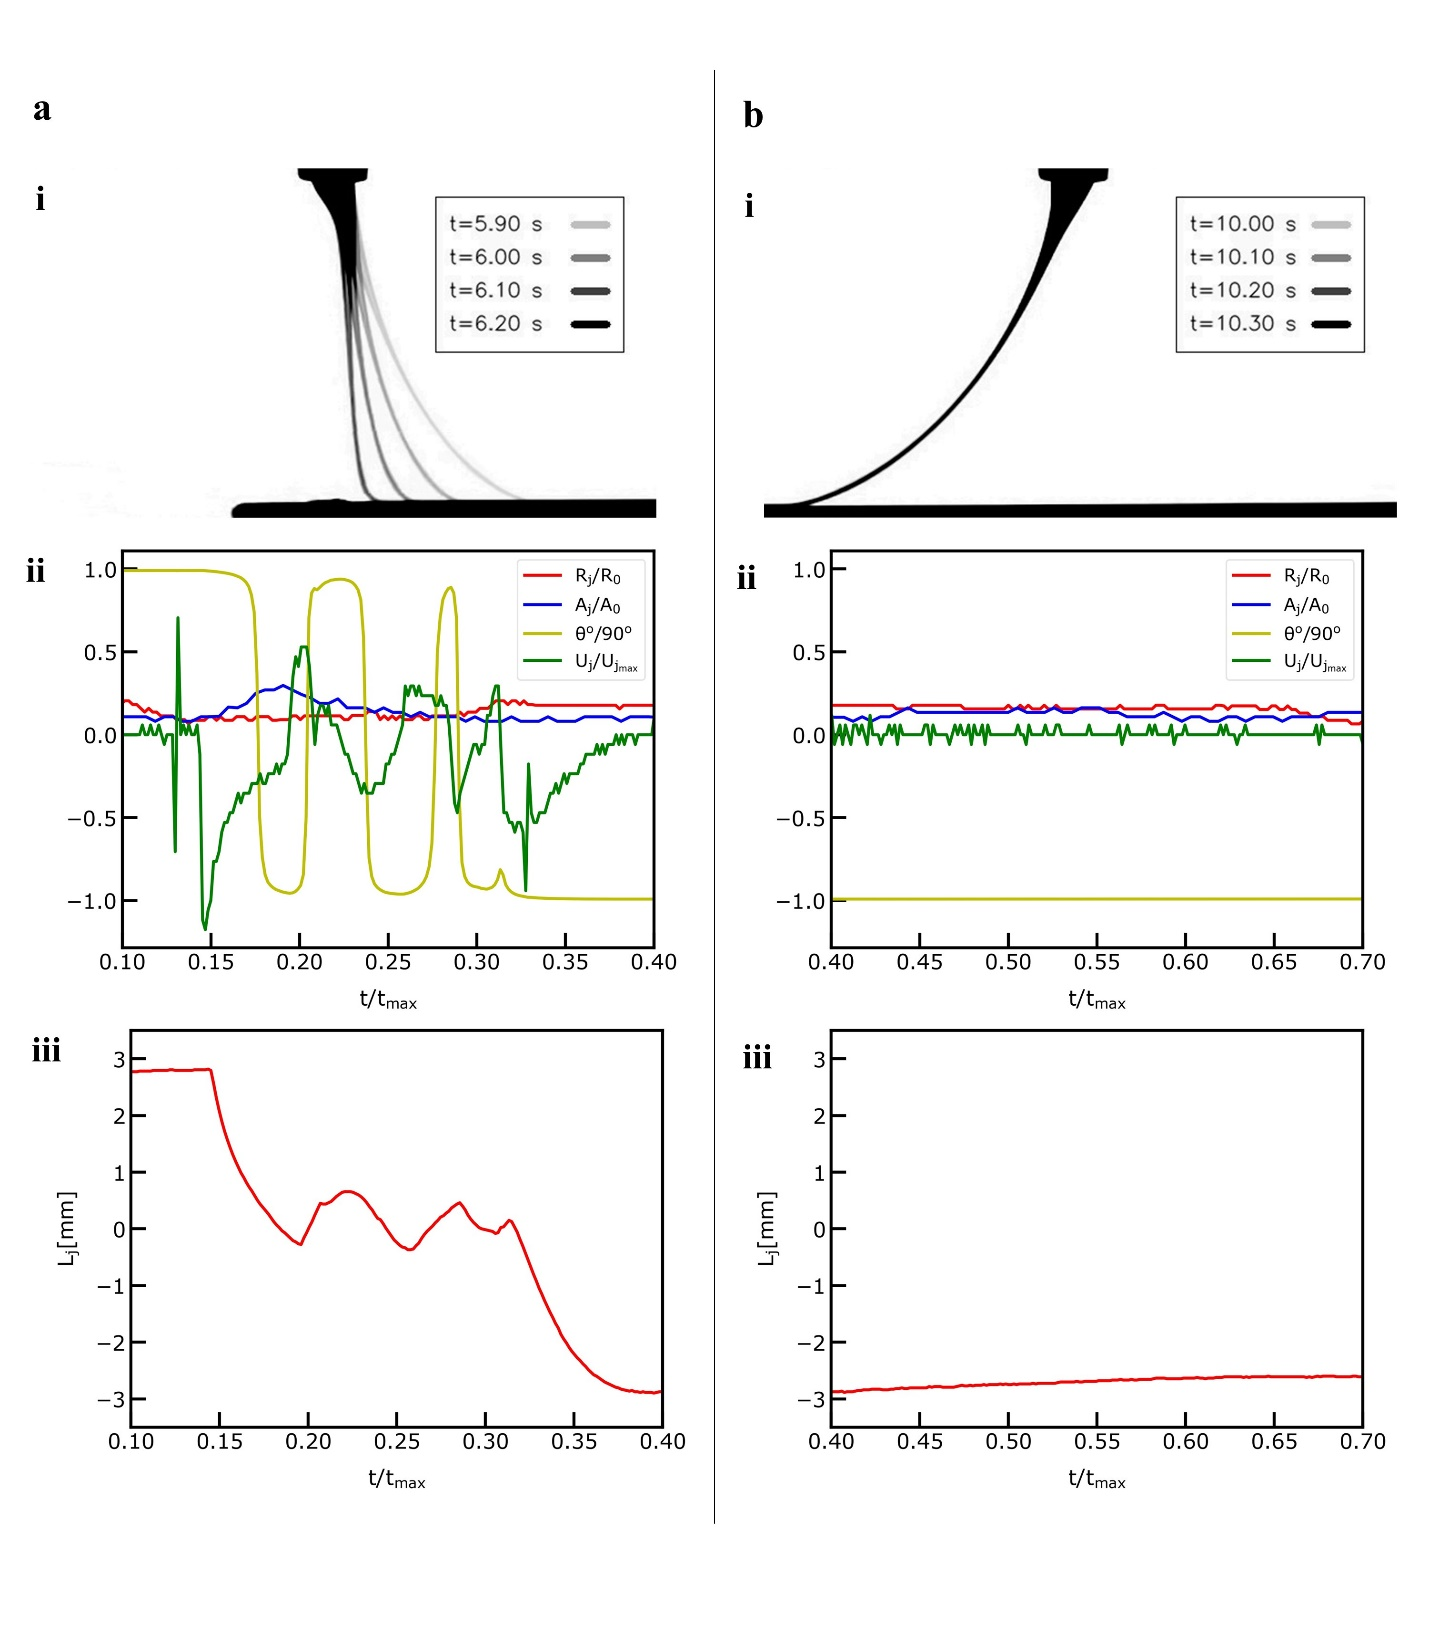 a
i
t=5.90 s
t=6.00 s
t=6.10 s
t=6.20 s
ii
1.0
0.5
0.0
−0.5
−1.0
Rj/R0
Aj/A0
θº/90º
Uj/Ujmax
0.10 0.15 0.20 0.25 0.30 0.35 0.40
t/tmax
iii
3
2
1
0
−1
−2
−3
Lj[mm]
0.10 0.15 0.20 0.25 0.30 0.35 0.40
t/tmax
b
i
t=10.00 s
t=10.10 s
t=10.20 s
t=10.30 s
ii
1.0
0.5
0.0
−0.5
−1.0
Rj/R0
Aj/A0
θº/90º
Uj/Ujmax
0.40 0.45 0.50 0.55 0.60 0.65 0.70
t/tmax
iii
3
2
1
0
−1
−2
−3
Lj[mm]
0.40 0.45 0.50 0.55 0.60 0.65 0.70
t/tmax